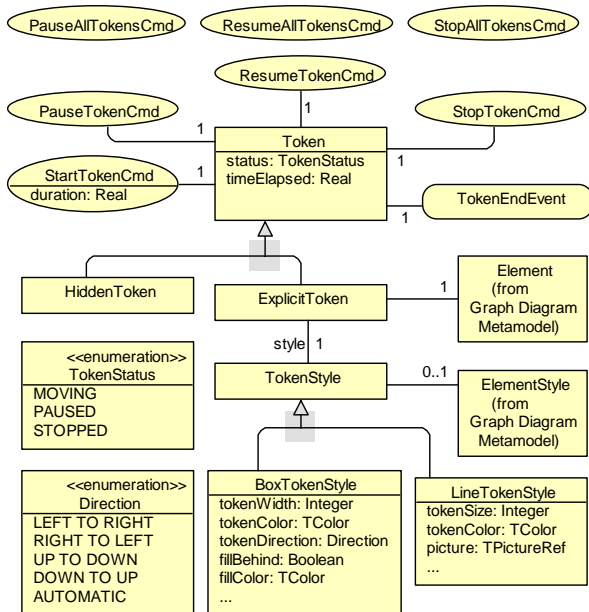 PauseAllTokensCmd
ResumeAllTokensCmd
StopAllTokensCmd
ResumeTokenCmd
PauseTokenCmd
StopTokenCmd
1
1
1
Token
status: TokenStatus
timeElapsed: Real
StartTokenCmd
duration: Real
1
1
TokenEndEvent
HiddenToken
ExplicitToken
1
Element
(from
Graph Diagram
Metamodel)
style
1
<<enumeration>>
TokenStatus
MOVING
PAUSED
STOPPED
TokenStyle
0..1
ElementStyle
(from
Graph Diagram
Metamodel)
<<enumeration>>
Direction
LEFT TO RIGHT
RIGHT TO LEFT
UP TO DOWN
DOWN TO UP
AUTOMATIC
BoxTokenStyle
tokenWidth: Integer
tokenColor: TColor
tokenDirection: Direction
fillBehind: Boolean
fillColor: TColor
...
LineTokenStyle
tokenSize: Integer
tokenColor: TColor
picture: TPictureRef
...